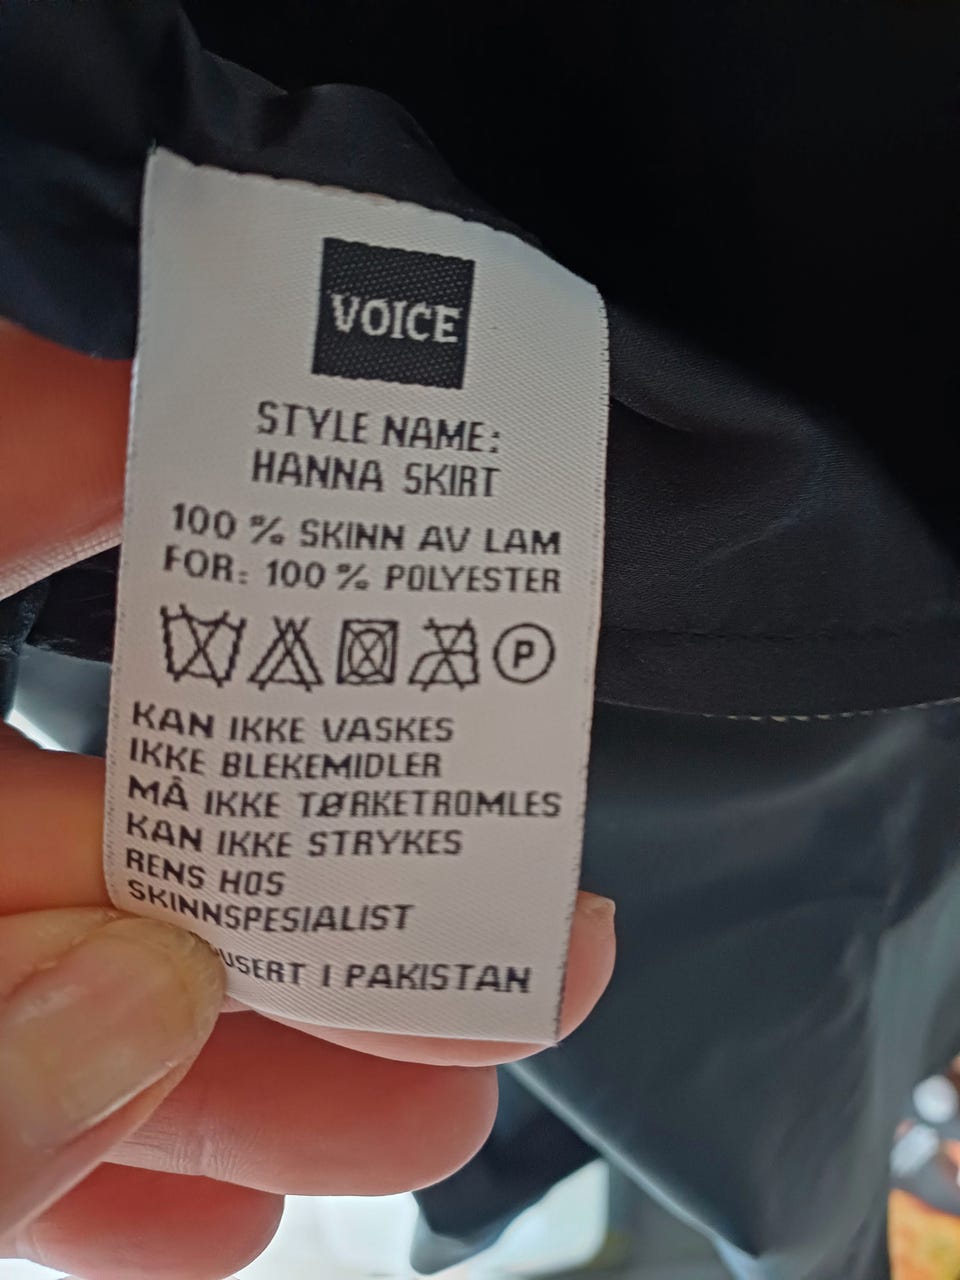 VOICE
STYLE NAME:
HANNA SKIRT
100 % SKINN AV LAM
FOR: 100 % POLYESTER
P
KAN IKKE VASKES
IKKE BLEKEMIDLER
MÅ IKKE TØRKETROMLES
KAN IKKE STRYKES
RENS HOS
SKINNSPESIALIST
I PAKISTAN